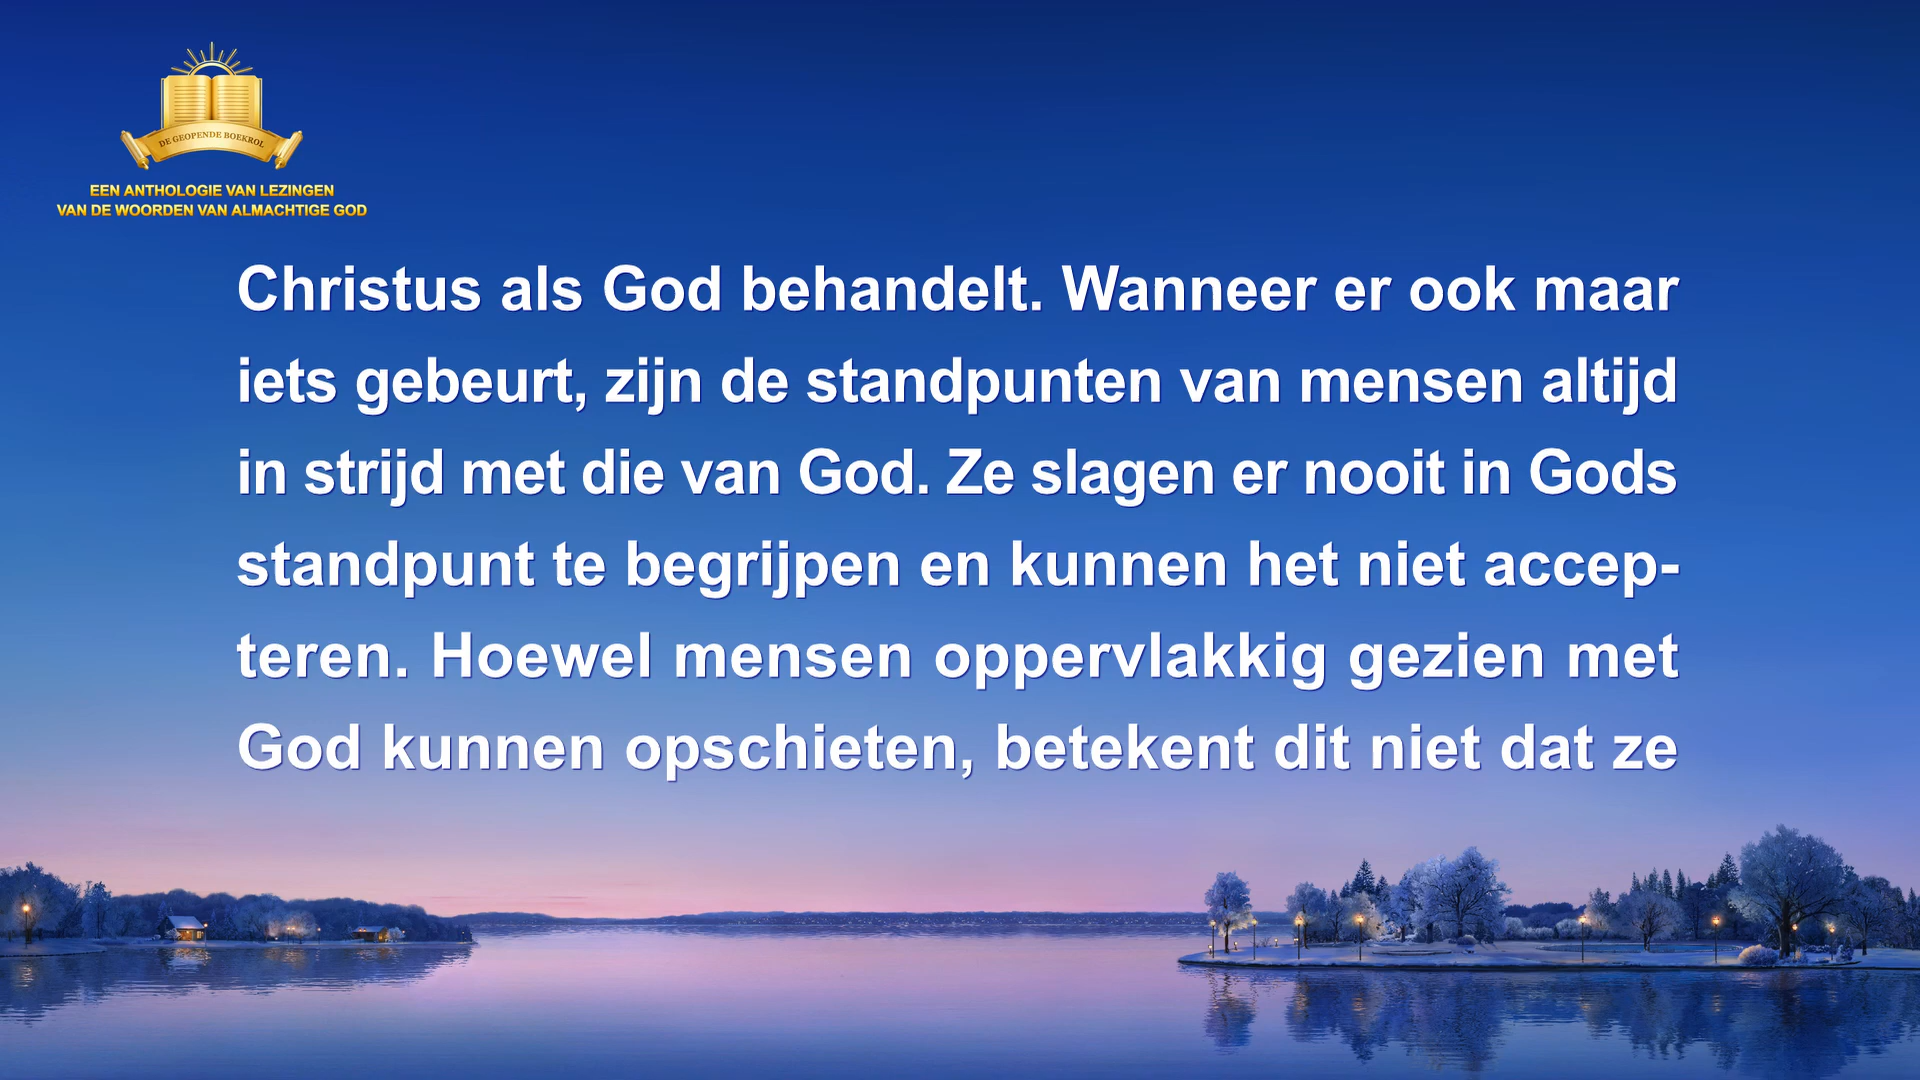 DE GEOPENDE BOEKROL
EEN ANTHOLOGIE VAN LEZINGEN
VAN DE WOORDEN VAN ALMACHTIGE GOD
Christus als God behandelt. Wanneer er ook maar
iets gebeurt, zijn de standpunten van mensen altijd
in strijd met die van God. Ze slagen er nooit in Gods
standpunt te begrijpen en kunnen het niet accep-
teren. Hoewel mensen oppervlakkig gezien met
God kunnen opschieten, betekent dit niet dat ze